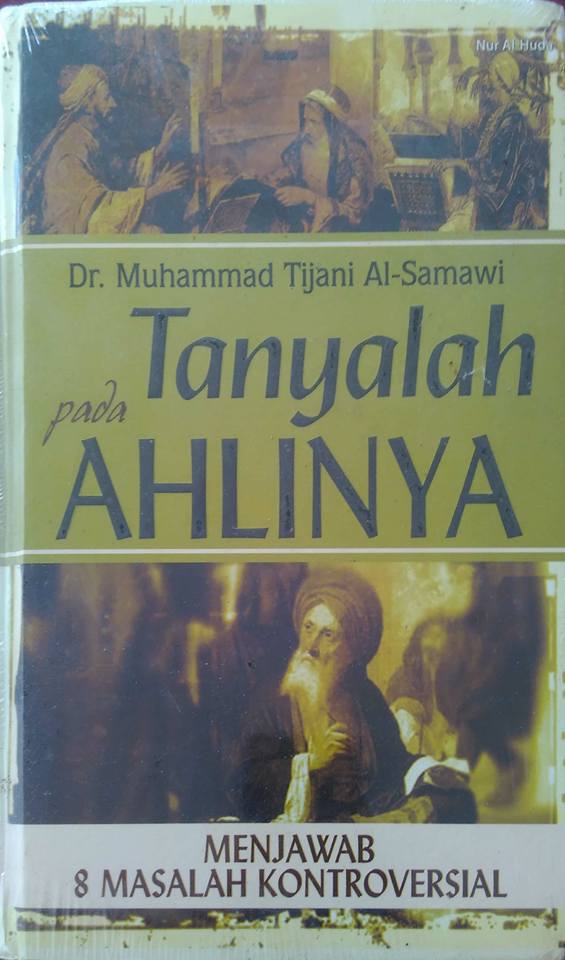 Nur Al Huda
Dr. Muhammad Tijani Al-Samawi
Tanyalah
pada
AHLINYA
MENJAWAB
8 MASALAH KONTROVERSIAL